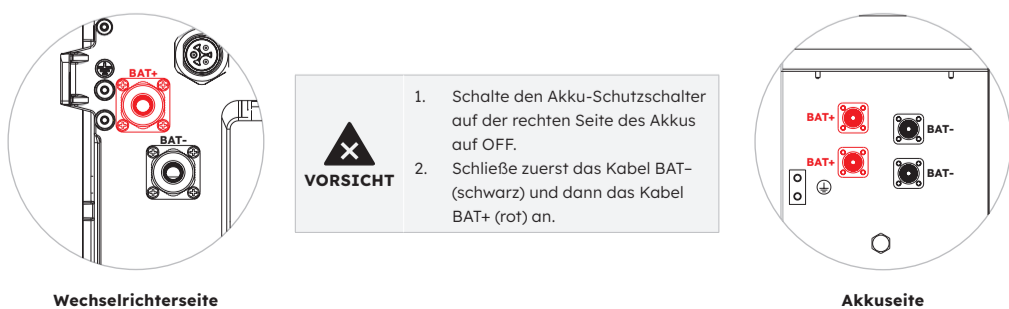 BAT+
BAT-
Wechselrichterseite
VORSICHT
1. Schalte den Akku-Schutzschalter
auf der rechten Seite des Akkus
auf OFF.
2. Schließe zuerst das Kabel BAT–
(schwarz) und dann das Kabel
BAT+ (rot) an.
BAT+
BAT-
BAT+
BAT-
Akkuseite